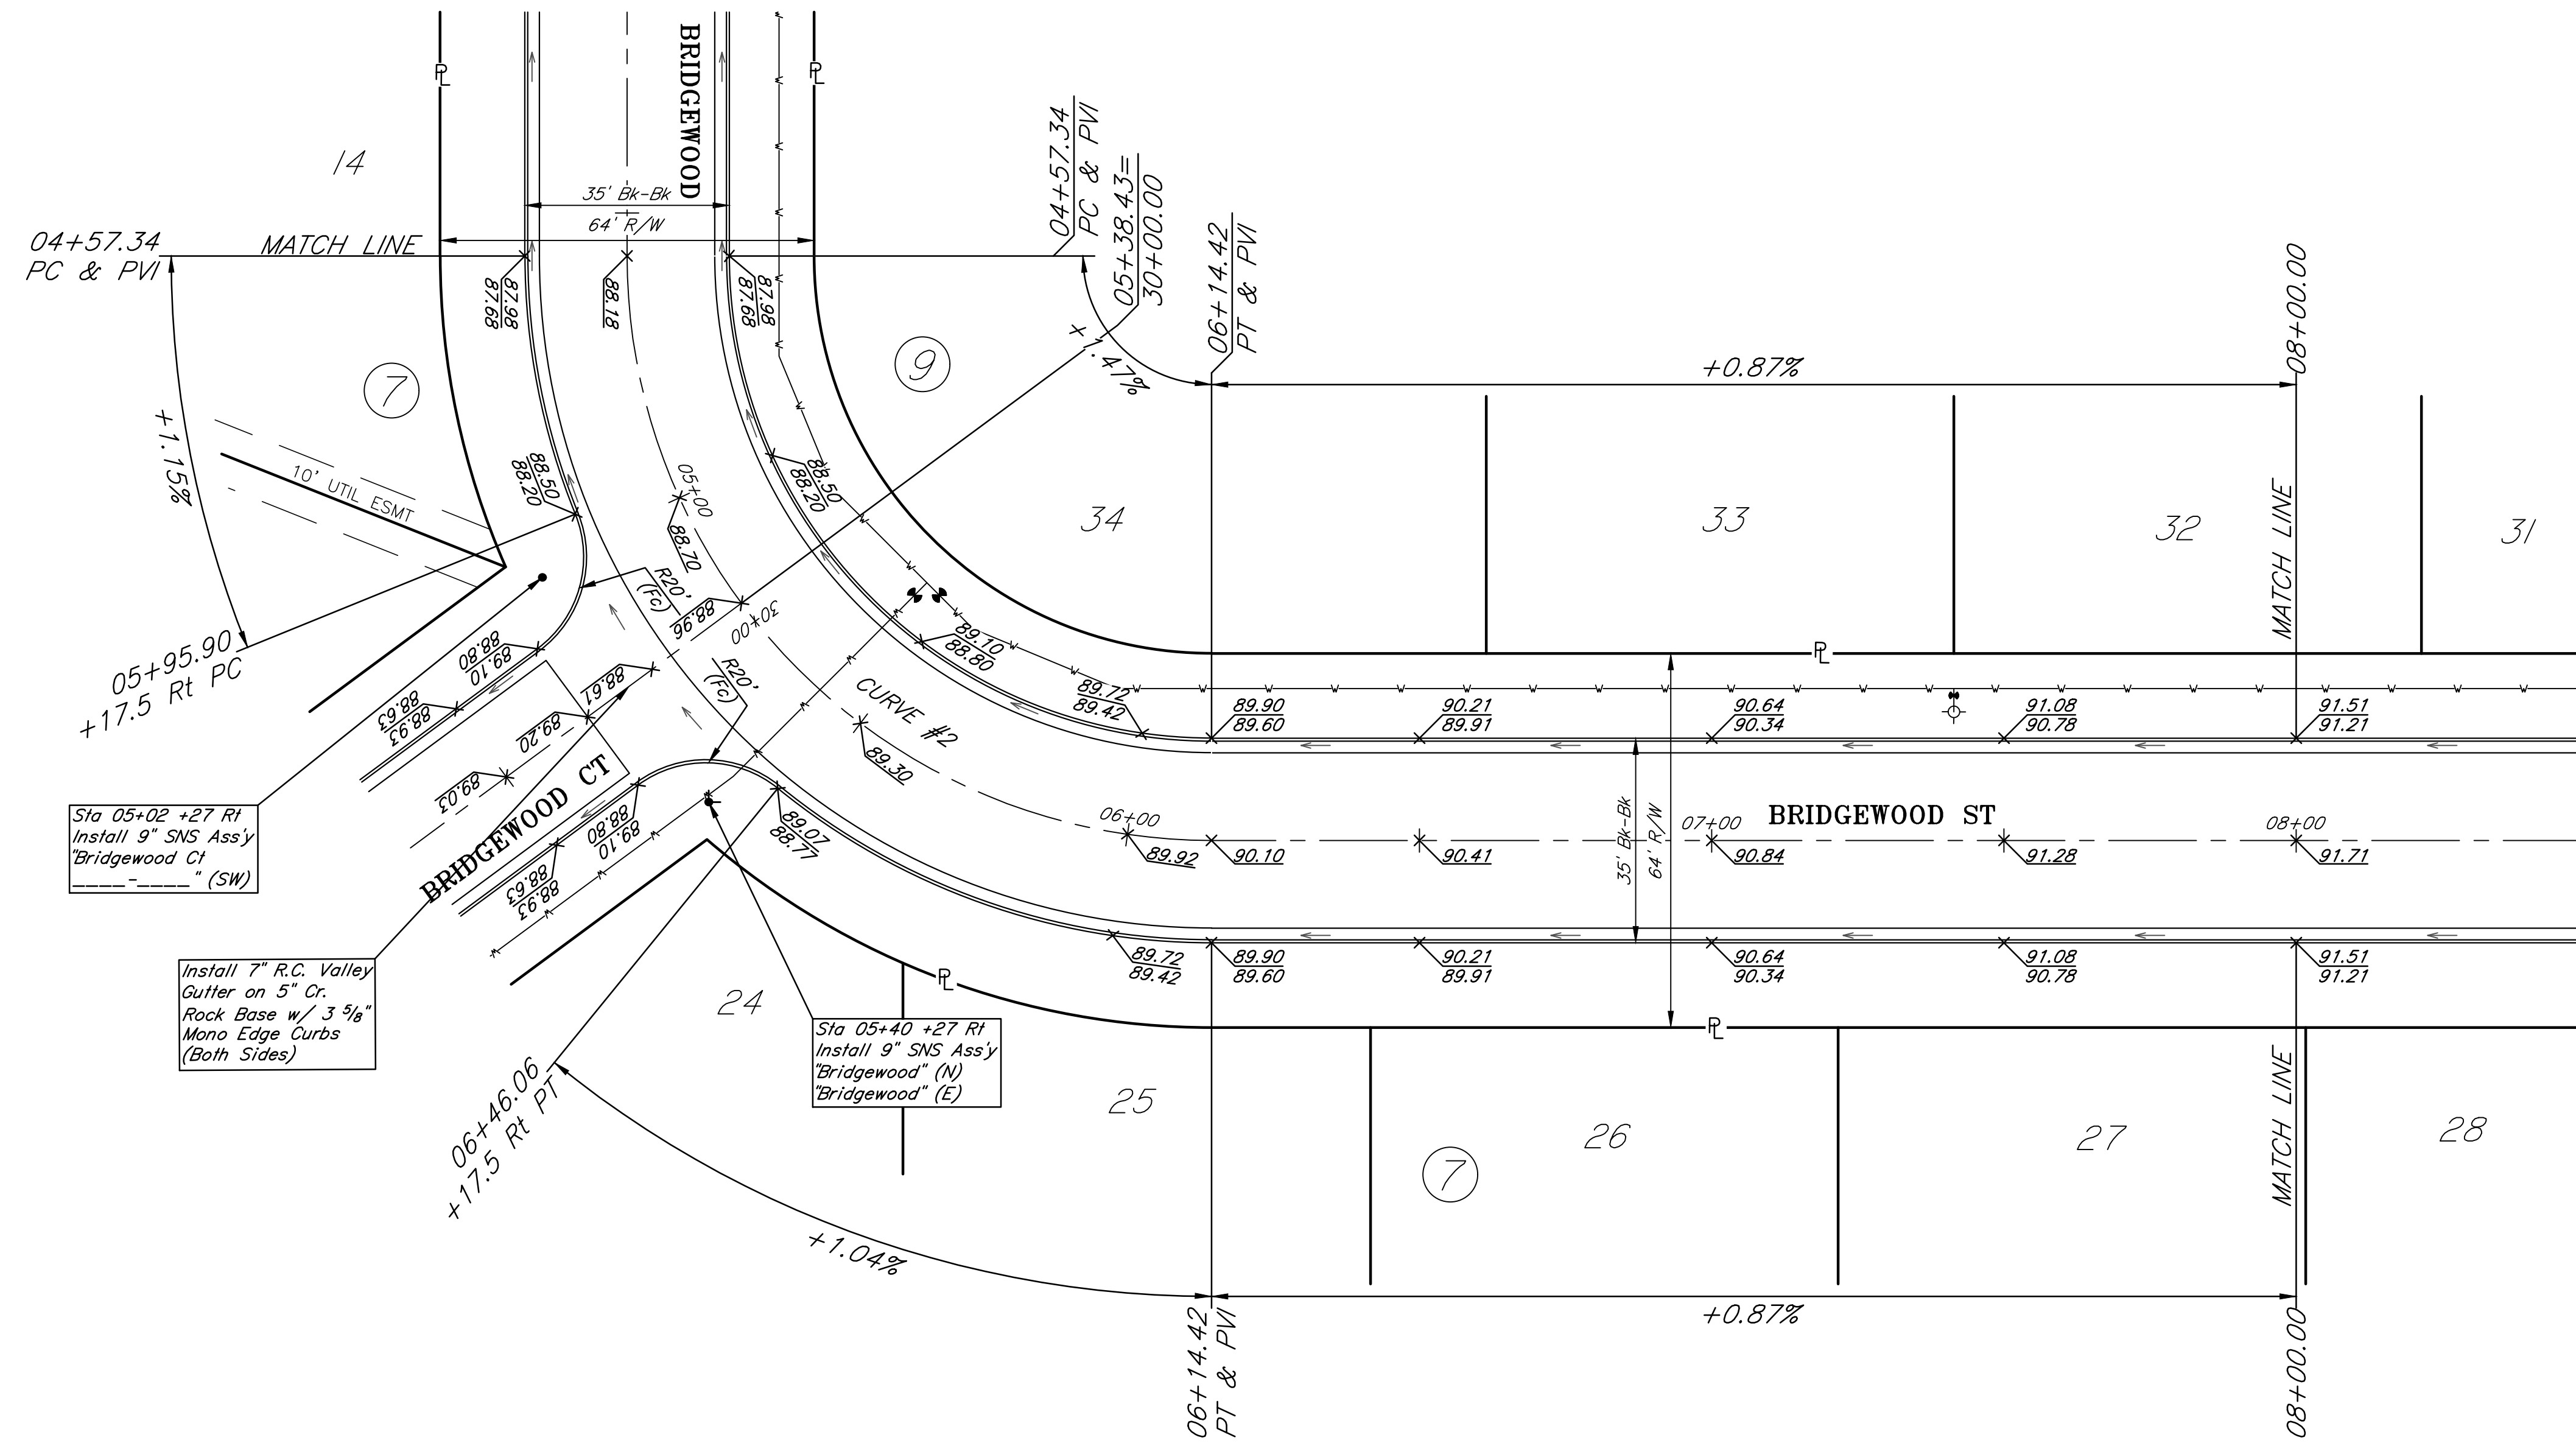 BRIDGEWOOD
14
35' Bk-Bk
64' R/W
04+57.34
PC & PVI
MATCH LINE
04+57.34
PC & PVI
05+38.43=
30+00.00
06+14.42
PT & PVI
08+00.00
87.98
87.68
88.18
87.98
87.68
+1.47%
+0.87%
7
9
+1.15%
10' UTIL ESMT
88.50
88.20
05+00
88.70
88.50
88.20
34
33
32
31
MATCH LINE
R20'
(Fc)
88.96
30+00
89.10
88.80
05+95.90
+17.5 Rt PC
89.10
88.80
88.93
88.63
88.61
89.20
89.03
R20'
(Fc)
CURVE #2
89.30
89.72
89.42
89.90
89.60
90.21
89.91
90.64
90.34
91.08
90.78
91.51
91.21
BRIDGEWOOD CT
BRIDGEWOOD ST
06+00
89.92
90.10
90.41
07+00
90.84
91.28
08+00
91.71
35' Bk-Bk
64' R/W
Sta 05+02 +27 Rt
Install 9" SNS Ass'y
"Bridgewood Ct
____-____" (SW)
89.10
88.80
88.93
88.63
89.07
88.77
89.72
89.42
89.90
89.60
90.21
89.91
90.64
90.34
91.08
90.78
91.51
91.21
Install 7" R.C. Valley
Gutter on 5" Cr.
Rock Base w/ 3 5/8"
Mono Edge Curbs
(Both Sides)
24
Sta 05+40 +27 Rt
Install 9" SNS Ass'y
"Bridgewood" (N)
"Bridgewood" (E)
06+46.06
+17.5 Rt PT
25
26
27
28
7
MATCH LINE
+1.04%
+0.87%
06+14.42
PT & PVI
08+00.00
PL
PL
PL
PL
PL